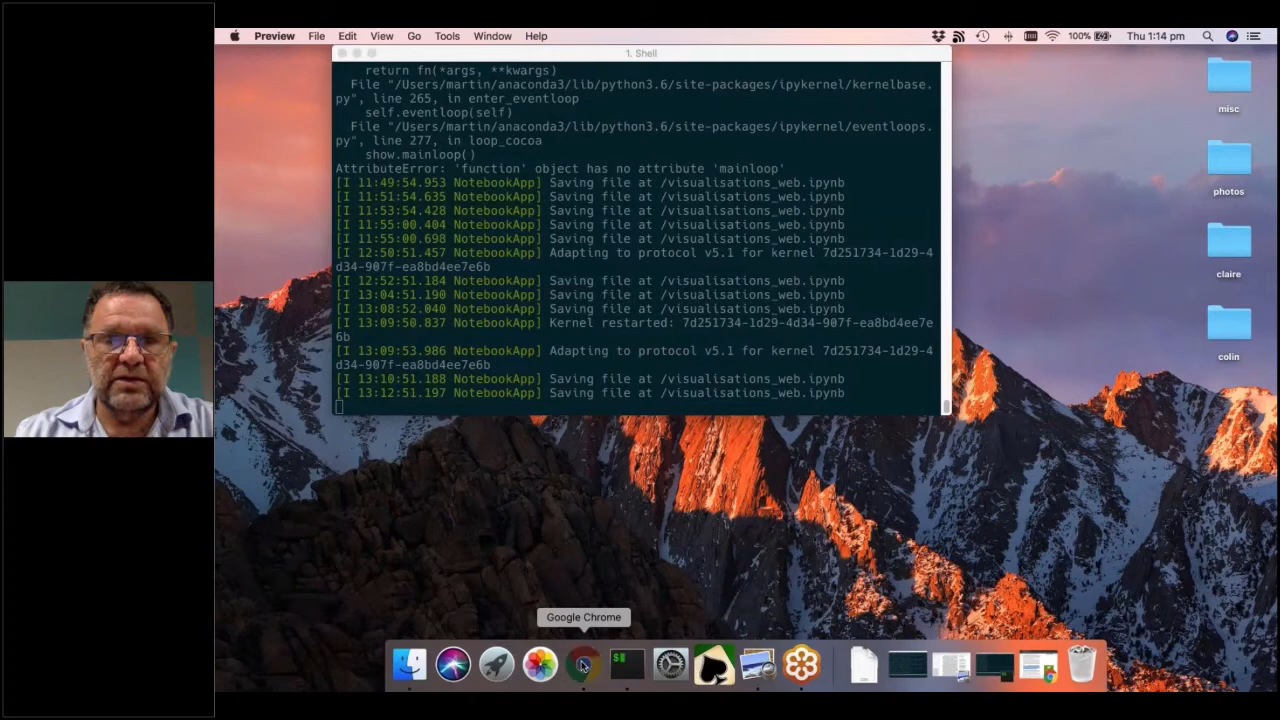 Preview File Edit View Go Tools Window Help
100% Thu 1:14 pm
1. Shell
return fn(*args, **kwargs)
File "/Users/martin/anaconda3/lib/python3.6/site-packages/ipykernel/kernelbase.
py", line 265, in enter_eventloop
self.eventloop(self)
File "/Users/martin/anaconda3/lib/python3.6/site-packages/ipykernel/eventloops.
py", line 277, in loop_cocoa
show.mainloop()
AttributeError: 'function' object has no attribute 'mainloop'
[I 11:49:54.953 NotebookApp] Saving file at /visualisations_web.ipynb
[I 11:51:54.635 NotebookApp] Saving file at /visualisations_web.ipynb
[I 11:53:54.428 NotebookApp] Saving file at /visualisations_web.ipynb
[I 11:55:00.404 NotebookApp] Saving file at /visualisations_web.ipynb
[I 11:55:00.698 NotebookApp] Saving file at /visualisations_web.ipynb
[I 12:50:51.457 NotebookApp] Adapting to protocol v5.1 for kernel 7d251734-1d29-4
d34-907f-ea8bd4ee7e6b
[I 12:52:51.184 NotebookApp] Saving file at /visualisations_web.ipynb
[I 13:04:51.190 NotebookApp] Saving file at /visualisations_web.ipynb
[I 13:08:52.040 NotebookApp] Saving file at /visualisations_web.ipynb
[I 13:09:50.837 NotebookApp] Kernel restarted: 7d251734-1d29-4d34-907f-ea8bd4ee7e
6b
[I 13:09:53.986 NotebookApp] Adapting to protocol v5.1 for kernel 7d251734-1d29-4
d34-907f-ea8bd4ee7e6b
[I 13:10:51.188 NotebookApp] Saving file at /visualisations_web.ipynb
[I 13:12:51.197 NotebookApp] Saving file at /visualisations_web.ipynb
misc
photos
claire
colin
Google Chrome
$